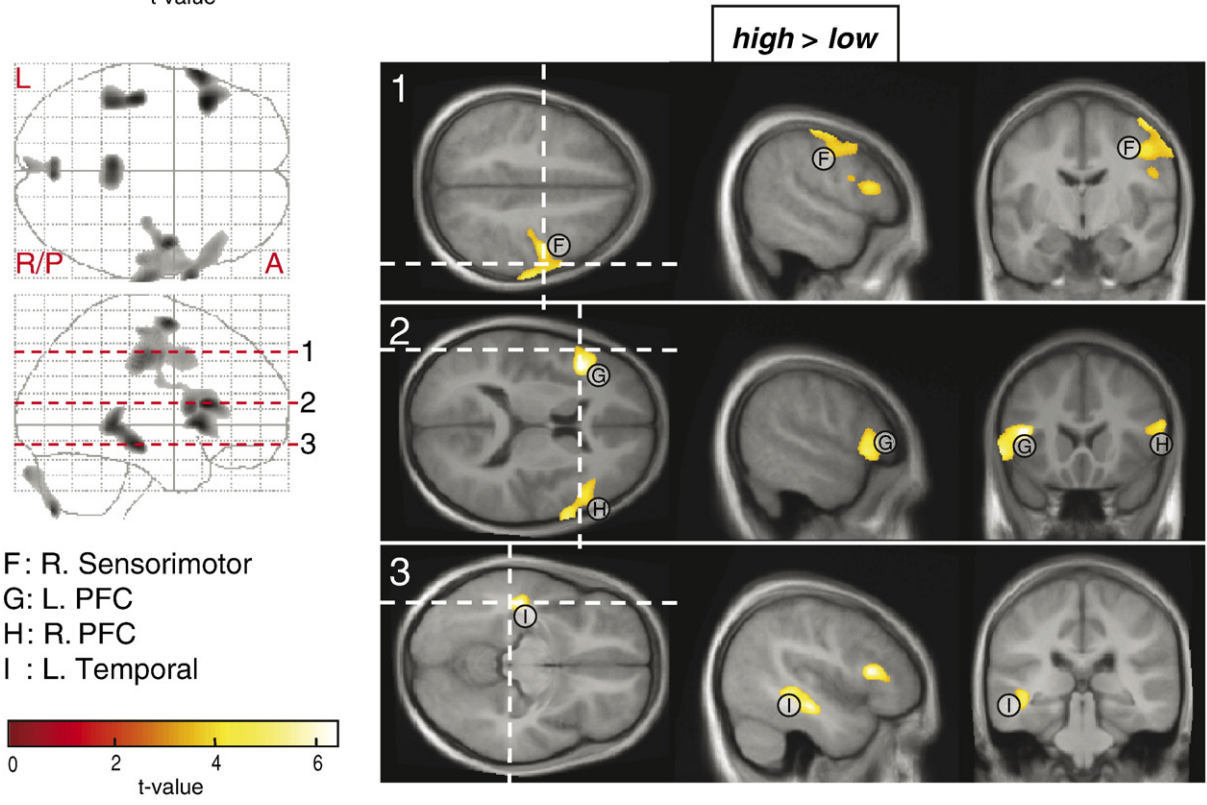 t-value
high > low
L
R/P
A
1
2
3
1
F
F
F
2
G
H
G
G
H
3
I
I
I
F: R. Sensorimotor
G: L. PFC
H: R. PFC
I : L. Temporal
0 2 4 6
t-value